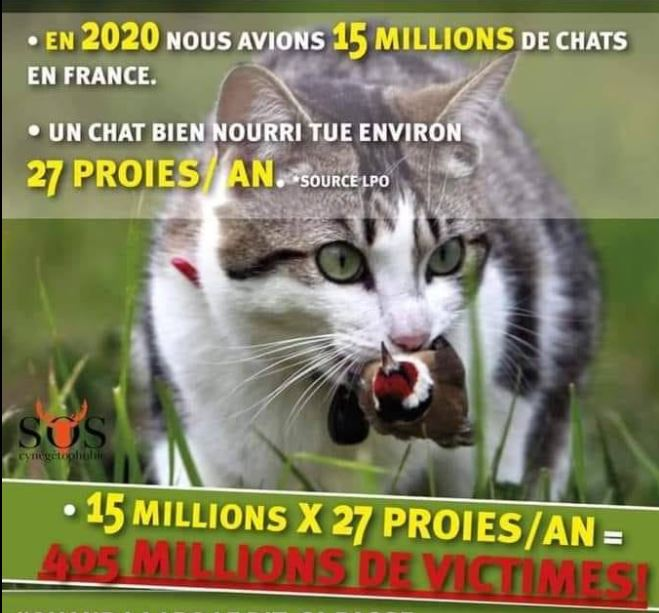 • EN 2020 NOUS AVIONS 15 MILLIONS DE CHATS
EN FRANCE.
• UN CHAT BIEN NOURRI TUE ENVIRON
27 PROIES/ AN. *SOURCE LPO
SOS
cynégétophobie
• 15 MILLIONS X 27 PROIES/AN =
405 MILLIONS DE VICTIMES!